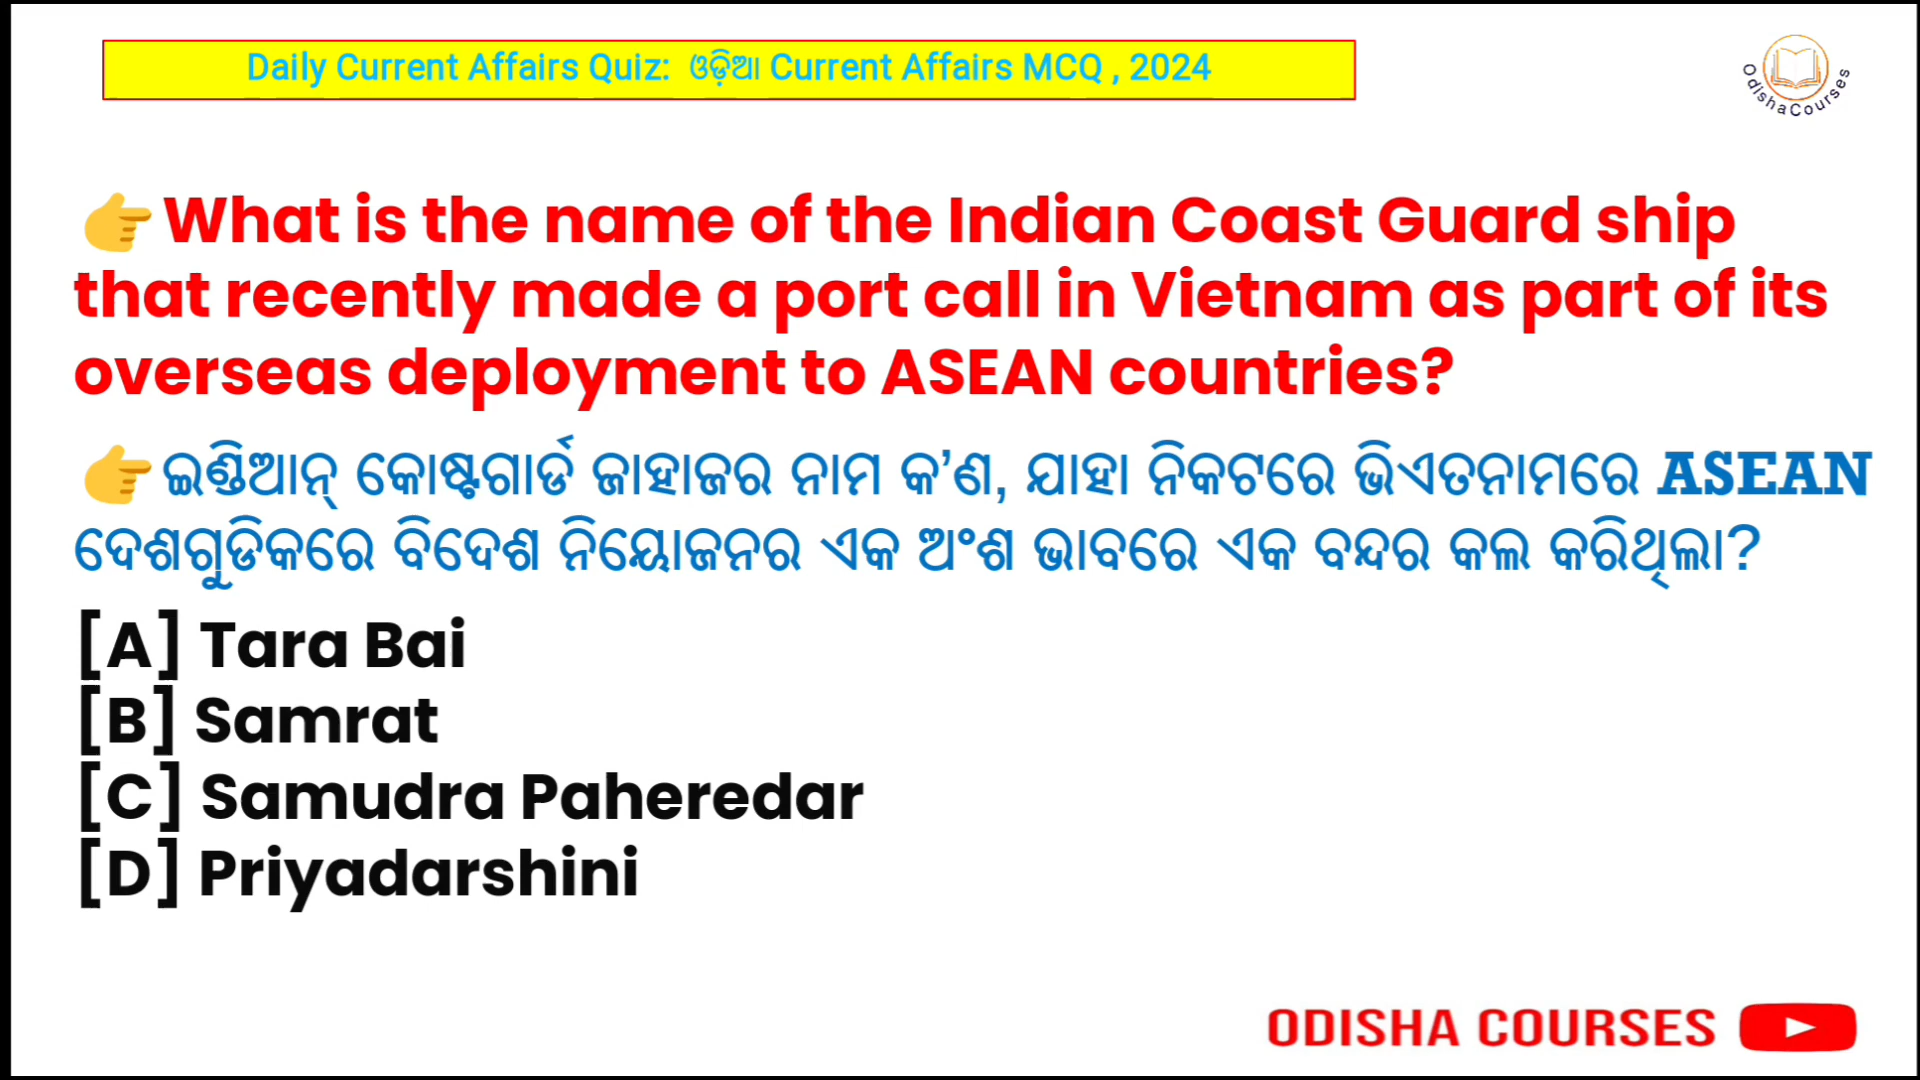 Daily Current Affairs Quiz: ଓଡ଼ିଆ Current Affairs MCQ , 2024
OdishaCourses
👉What is the name of the Indian Coast Guard ship
that recently made a port call in Vietnam as part of its
overseas deployment to ASEAN countries?
👉ଇଣ୍ଡିଆନ୍ କୋଷ୍ଟଗାର୍ଡ ଜାହାଜର ନାମ କ’ଣ, ଯାହା ନିକଟରେ ଭିଏତନାମରେ ASEAN
ଦେଶଗୁଡିକରେ ବିଦେଶ ନିୟୋଜନର ଏକ ଅଂଶ ଭାବରେ ଏକ ବନ୍ଦର କଲ କରିଥିଲା?
[A] Tara Bai
[B] Samrat
[C] Samudra Paheredar
[D] Priyadarshini
ODISHA COURSES